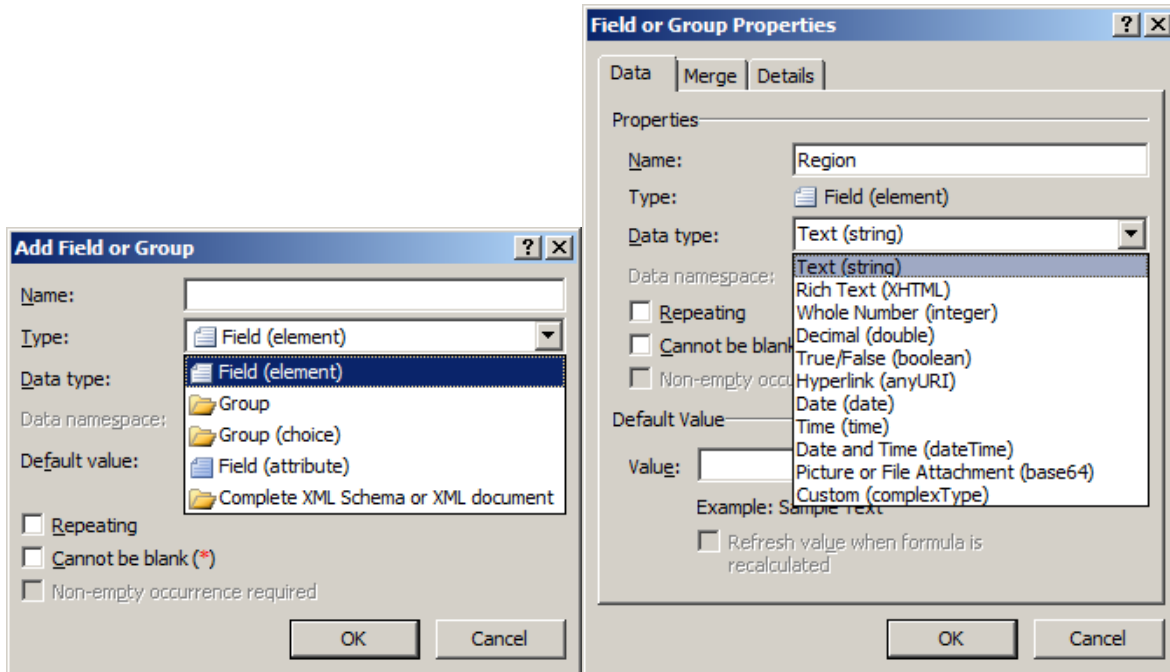 Add Field or Group
Name:
Type:
Field (element)
Field (element)
Data type:
Group
Data namespace:
Group (choice)
Default value:
Field (attribute)
Complete XML Schema or XML document
Repeating
Cannot be blank (*)
Non-empty occurrence required
OK
Cancel
Field or Group Properties
Data
Merge
Details
Properties
Name:
Region
Type:
Field (element)
Data type:
Text (string)
Text (string)
Data namespace:
Rich Text (XHTML)
Repeating
Whole Number (integer)
Decimal (double)
Cannot be blank
True/False (boolean)
Non-empty occu
Hyperlink (anyURI)
Date (date)
Default Value
Time (time)
Date and Time (dateTime)
Value:
Picture or File Attachment (base64)
Custom (complexType)
Example: Sample Text
Refresh value when formula is
recalculated
OK
Cancel